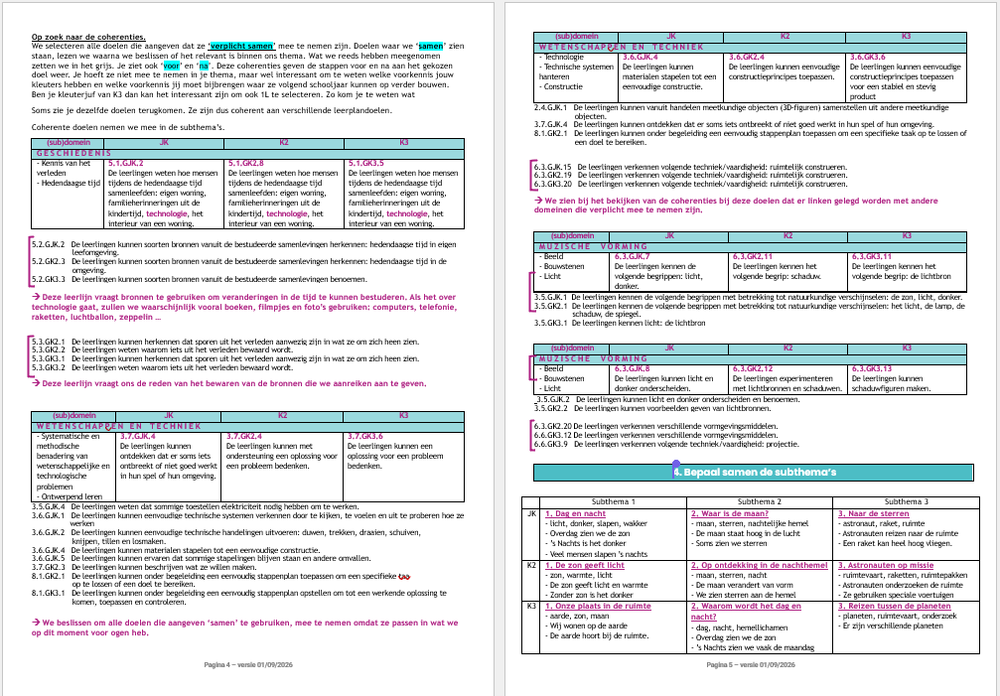 Op zoek naar de coherenties.
We selecteren alle doelen die aangeven dat ze ‘verplicht samen’ mee te nemen zijn. Doelen waar we ‘samen’ zien
staan, lezen we waarna we beslissen of het relevant is binnen ons thema. Wat we reeds hebben meegenomen
zetten we in het grijs. Je ziet ook ‘voor’ en ‘na’. Deze coherenties geven de stappen voor en na aan het gekozen
doel weer. Je hoeft ze niet mee te nemen in je thema, maar wel interessant om te weten welke voorkennis jouw
kleuters hebben en welke voorkennis jij moet bijbrengen waar ze volgend schooljaar kunnen op verder bouwen.
Ben je kleuterjuf van K3 dan kan het interessant zijn om ook 1L te selecteren. Zo kom je te weten wat
Soms zie je dezelfde doelen terugkomen. Ze zijn dus coherent aan verschillende leerplandoelen.
Coherente doelen nemen we mee in de subthema’s.
(sub)domein JK K2 K3
GESCHIEDENIS
- Kennis van het verleden
- Hedendaagse tijd
5.1.GJK.2
De leerlingen weten hoe mensen
tijdens de hedendaagse tijd
samenleefden: eigen woning,
familieherinneringen uit de
kindertijd, technologie, het
interieur van een woning.
5.1.GK2.8
De leerlingen weten hoe mensen
tijdens de hedendaagse tijd
samenleefden: eigen woning,
familieherinneringen uit de
kindertijd, technologie, het
interieur van een woning.
5.1.GK3.5
De leerlingen weten hoe mensen
tijdens de hedendaagse tijd
samenleefden: eigen woning,
familieherinneringen uit de
kindertijd, technologie, het
interieur van een woning.
5.2.GJK.2 De leerlingen kunnen soorten bronnen vanuit de bestudeerde samenlevingen herkennen: hedendaagse tijd in eigen
leefomgeving.
5.2.GK2.3 De leerlingen kunnen soorten bronnen vanuit de bestudeerde samenlevingen herkennen: hedendaagse tijd in de
omgeving.
5.2.GK3.3 De leerlingen kunnen soorten bronnen vanuit de bestudeerde samenlevingen benoemen.
→ Deze leerlijn vraagt bronnen te gebruiken om veranderingen in de tijd te kunnen bestuderen. Als het over
technologie gaat, zullen we waarschijnlijk vooral boeken, filmpjes en foto’s gebruiken: computers, telefonie,
raketten, luchtballon, zeppelin …
5.3.GK2.1 De leerlingen kunnen herkennen dat sporen uit het verleden aanwezig zijn in wat ze om zich heen zien.
5.3.GK2.2 De leerlingen weten waarom iets uit het verleden bewaard wordt.
5.3.GK3.1 De leerlingen kunnen herkennen dat sporen uit het verleden aanwezig zijn in wat ze om zich heen zien.
5.3.GK3.2 De leerlingen weten waarom iets uit het verleden bewaard wordt.
→ Deze leerlijn vraagt ons de reden van het bewaren van de bronnen die we aanreiken aan te geven.
(sub)domein JK K2 K3
WETENSCHAPPEN EN TECHNIEK
- Systematische en
methodische
benadering van
wetenschappelijke en
technologische
problemen
- Ontwerpend leren
3.7.GJK.4
De leerlingen kunnen
ontdekken dat er soms iets
ontbreekt of niet goed werkt
in hun spel of hun omgeving.
3.7.GK2.4
De leerlingen kunnen met
ondersteuning een oplossing voor
een probleem bedenken.
3.7.GK3.6
De leerlingen kunnen een
oplossing voor een probleem
bedenken.
3.5.GJK.4 De leerlingen weten dat sommige toestellen elektriciteit nodig hebben om te werken.
3.6.GJK.1 De leerlingen kunnen eenvoudige technische systemen verkennen door te kijken, te voelen en uit te proberen hoe ze
werken
3.6.GJK.2 De leerlingen kunnen eenvoudige technische handelingen uitvoeren: duwen, trekken, draaien, schuiven,
knijpen, tillen en losmaken.
3.6.GJK.4 De leerlingen kunnen materialen stapelen tot een eenvoudige constructie.
3.6.GJK.5 De leerlingen kunnen ervaren dat sommige stapelingen blijven staan en andere omvallen.
3.7.GK2.3 De leerlingen kunnen beschrijven wat ze willen maken.
8.1.GK2.1 De leerlingen kunnen onder begeleiding een eenvoudig stappenplan toepassen om een specifieke
op te lossen of een doel te bereiken.
8.1.GK3.1 De leerlingen kunnen onder begeleiding een eenvoudig stappenplan opstellen om tot een werkende oplossing te
komen, toepassen en controleren.
→ We beslissen om alle doelen die aangeven ‘samen’ te gebruiken, mee te nemen omdat ze passen in wat we
op dit moment voor ogen heb.
Pagina 4 – versie 01/09/2026
(sub)domein JK K2 K3
WETENSCHAPPEN EN TECHNIEK
- Technologie
- Technische systemen
hanteren
- Constructie
3.6.GJK.4
De leerlingen kunnen
materialen stapelen tot een
eenvoudige constructie.
3.6.GK2.4
De leerlingen kunnen eenvoudige
constructieprincipes toepassen.
3.6.GK3.6
De leerlingen kunnen eenvoudige
constructieprincipes toepassen
voor een stabiel en stevig
product
2.4.GJK.1 De leerlingen kunnen vanuit handelen meetkundige objecten (3D-figuren) samenstellen uit andere meetkundige
objecten.
3.7.GJK.4 De leerlingen kunnen ontdekken dat er soms iets ontbreekt of niet goed werkt in hun spel of hun omgeving.
8.1.GK2.1 De leerlingen kunnen onder begeleiding een eenvoudig stappenplan toepassen om een specifieke taak op te lossen of
een doel te bereiken.
6.3.GJK.15 De leerlingen verkennen volgende techniek/vaardigheid: ruimtelijk construeren.
6.3.GK2.19 De leerlingen verkennen volgende techniek/vaardigheid: ruimtelijk construeren.
6.3.GK3.20 De leerlingen verkennen volgende techniek/vaardigheid: ruimtelijk construeren.
→ We zien bij het bekijken van de coherenties bij deze doelen dat er linken gelegd worden met andere
domeinen die verplicht mee te nemen zijn.
(sub)domein JK K2 K3
MUZISCHE VORMING
- Beeld
- Bouwstenen
- Licht
6.3.GJK.7
De leerlingen kennen de
volgende begrippen: licht,
donker.
6.3.GK2.11
De leerlingen kennen het
volgende begrip: schaduw.
6.3.GK3.11
De leerlingen kennen het
volgende begrip: de lichtbron
3.5.GJK.1 De leerlingen kennen de volgende begrippen met betrekking tot natuurkundige verschijnselen: de zon, licht, donker.
3.5.GK2.1 De leerlingen kennen de volgende begrippen met betrekking tot natuurkundige verschijnselen: het licht, de lamp, de
schaduw, de spiegel.
3.5.GK3.1 De leerlingen kennen licht: de lichtbron
(sub)domein JK K2 K3
MUZISCHE VORMING
- Beeld
- Bouwstenen
- Licht
6.3.GJK.8
De leerlingen kunnen licht en
donker onderscheiden.
6.3.GK2.12
De leerlingen experimenteren
met lichtbronnen en schaduw.
6.3.GK3.13
De leerlingen kunnen
schaduwfiguren maken.
3.5.GJK.2 De leerlingen kunnen licht en donker onderscheiden en benoemen.
3.5.GK2.2 De leerlingen kunnen voorbeelden geven van lichtbronnen.
6.3.GK2.20 De leerlingen verkennen verschillende vormgevingsmiddelen.
6.6.GK3.12 De leerlingen verkennen verschillende vormgevingsmiddelen.
6.6.GK3.9 De leerlingen verkennen volgende techniek/vaardigheid: projectie.
4. Bepaal samen de subthema’s
Subthema 1 Subthema 2 Subthema 3
JK
1. Dag en nacht
- licht, donker, slapen, wakker
- Overdag zien we de zon
- ’s Nachts is het donker
- Veel mensen slapen ’s nachts
2. Waar is de maan?
- maan, sterren, nachtelijke hemel
- De maan staat hoog in de lucht
- Soms zien we sterren
3. Naar de sterren
- astronaut, raket, ruimte
- Astronauten reizen naar de ruimte
- Een raket kan heel hoog vliegen.
K2
1. De zon geeft licht
- zon, warmte, licht
- De zon geeft licht en warmte
- Zonder zon is het donker
2. Op ontdekking in de nachthemel
- maan, sterren, nacht
- De maan verandert van vorm
- We zien sterren aan de hemel
3. Astronauten op missie
- ruimtevaart, raketten, ruimtepakken
- Astronauten onderzoeken de ruimte
- Ze gebruiken speciale voertuigen
K3
1. Onze plaats in de ruimte
- aarde, zon, maan
- Wij wonen op de aarde
- De aarde hoort bij de ruimte.
2. Waarom wordt het dag en
nacht?
- dag, nacht, hemellichamen
- Overdag zien we de zon
- ’s Nachts zien we vaak de maandag
3. Reizen tussen de planeten
- planeten, ruimtevaart, onderzoek
- Er zijn verschillende planeten
Pagina 5 – versie 01/09/2026